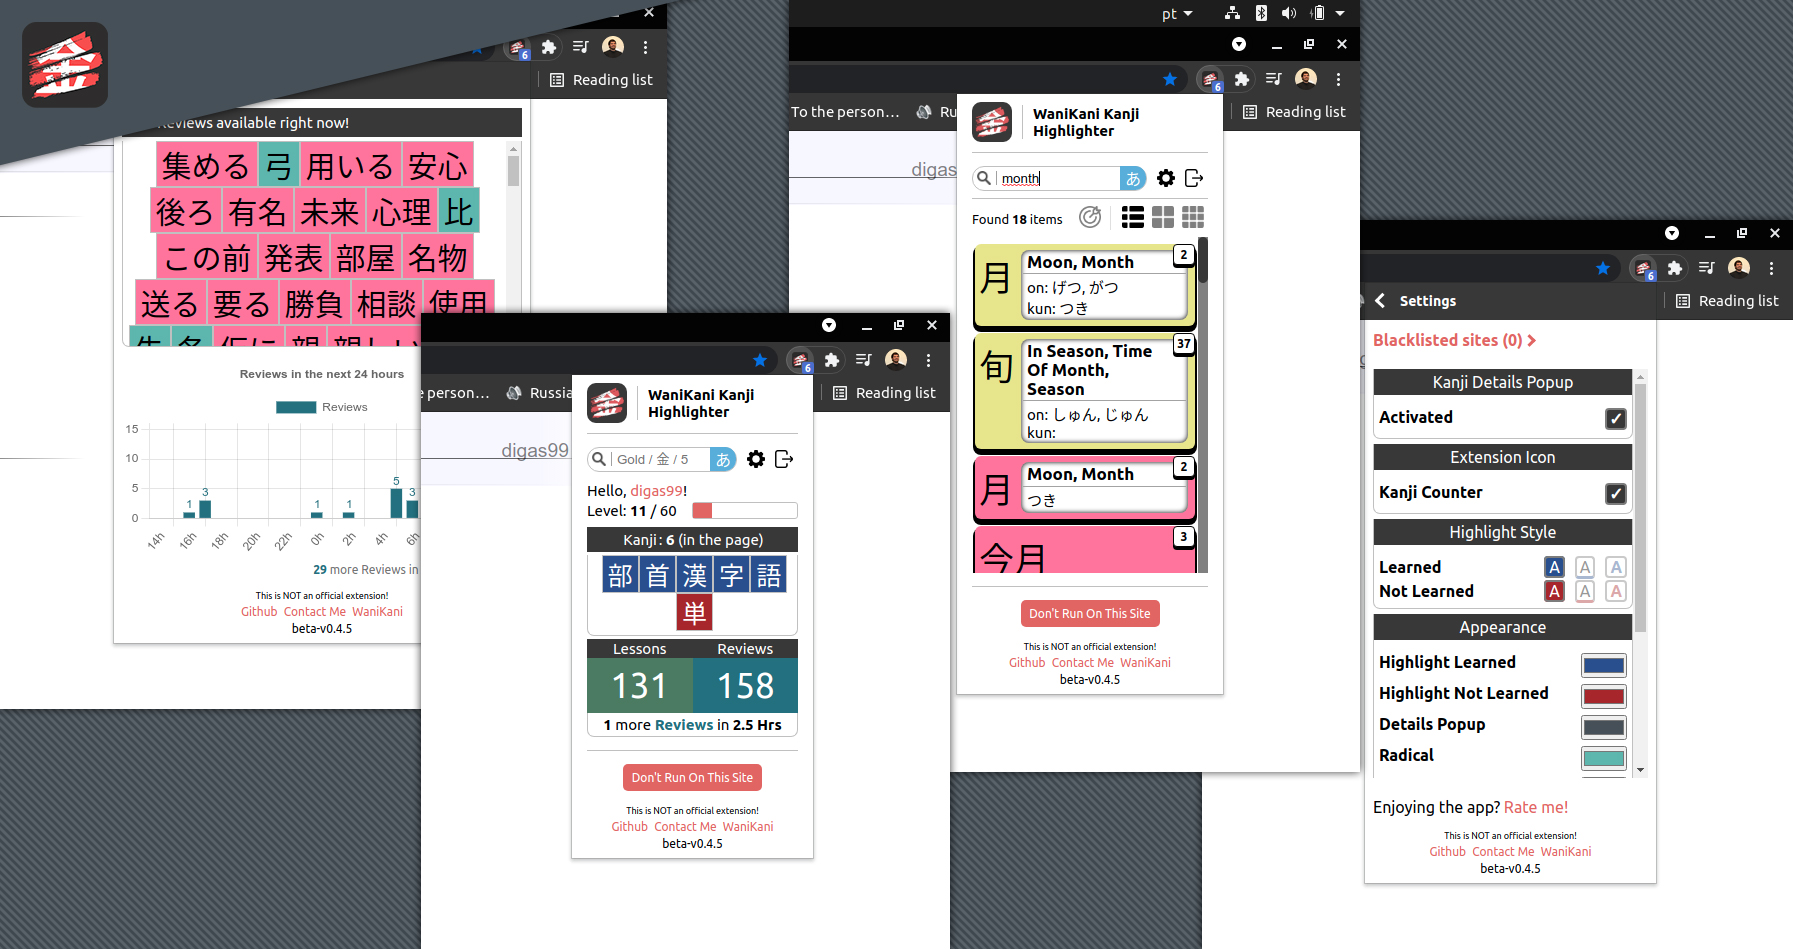 Reading list
Reviews available right now!
集める 弓 用いる 安心
後ろ 有名 未来 心理 比
この前 発表 部屋 名物
送る 要る 勝負 相談 使用
Reviews in the next 24 hours
Reviews
15
10
5
0
1 3 1 1 5 3
14h 16h 18h 20h 22h 0h 2h 4h 6h
29 more Reviews in
This is NOT an official extension!
Github Contact Me WaniKani
beta-v0.4.5
6
e person…
Russia
Reading list
digas99
WaniKani Kanji
Highlighter
Gold / 金 / 5
あ
Hello, digas99!
Level: 11 / 60
Kanji: 6 (in the page)
部 首 漢 字 語
単
Lessons Reviews
131 158
1 more Reviews in 2.5 Hrs
Don't Run On This Site
This is NOT an official extension!
Github Contact Me WaniKani
beta-v0.4.5
6
pt
6
To the person…
Ru
Reading list
digas
WaniKani Kanji
Highlighter
month
あ
Found 18 items
月
2
Moon, Month
on: げつ, がつ
kun: つき
旬
37
In Season, Time
Of Month,
Season
on: しゅん, じゅん
kun:
月
2
Moon, Month
つき
今月
3
Don't Run On This Site
This is NOT an official extension!
Github Contact Me WaniKani
beta-v0.4.5
6
Reading list
Settings
Blacklisted sites (0)
Kanji Details Popup
Activated
Extension Icon
Kanji Counter
Highlight Style
Learned A A A
Not Learned A A A
Appearance
Highlight Learned
Highlight Not Learned
Details Popup
Radical
Enjoying the app? Rate me!
This is NOT an official extension!
Github Contact Me WaniKani
beta-v0.4.5
6